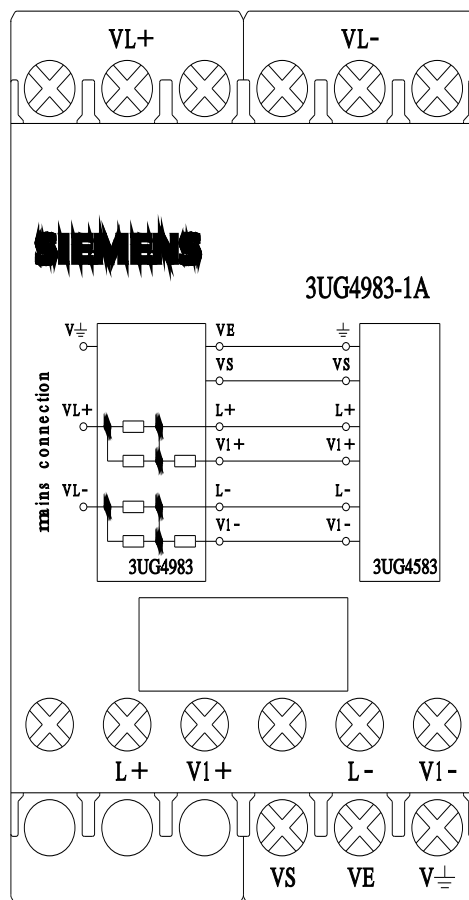 VL+ VL-
SIEMENS
3UG4983-1A
V⏚ VE ⏚
VS VS
mains connection
VL+ L+ L+
V1+ V1+
VL- L- L-
V1- V1-
3UG4983 3UG4583
L+ V1+ L- V1-
VS VE V⏚